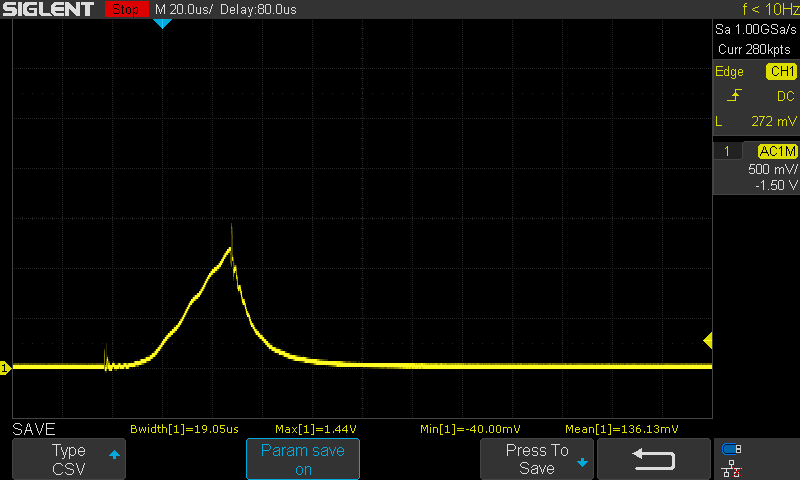 SIGLENT Stop M 20.0us/ Delay:80.0us f < 10Hz
Sa 1.00GSa/s
Curr 280kpts
Edge CH1
DC
L 272 mV
1 AC1M
500 mV/
-1.50 V
1
SAVE Bwidth[1]=19.05us Max[1]=1.44V Min[1]=-40.00mV Mean[1]=136.13mV
Type
CSV
Param save
on
Press To
Save